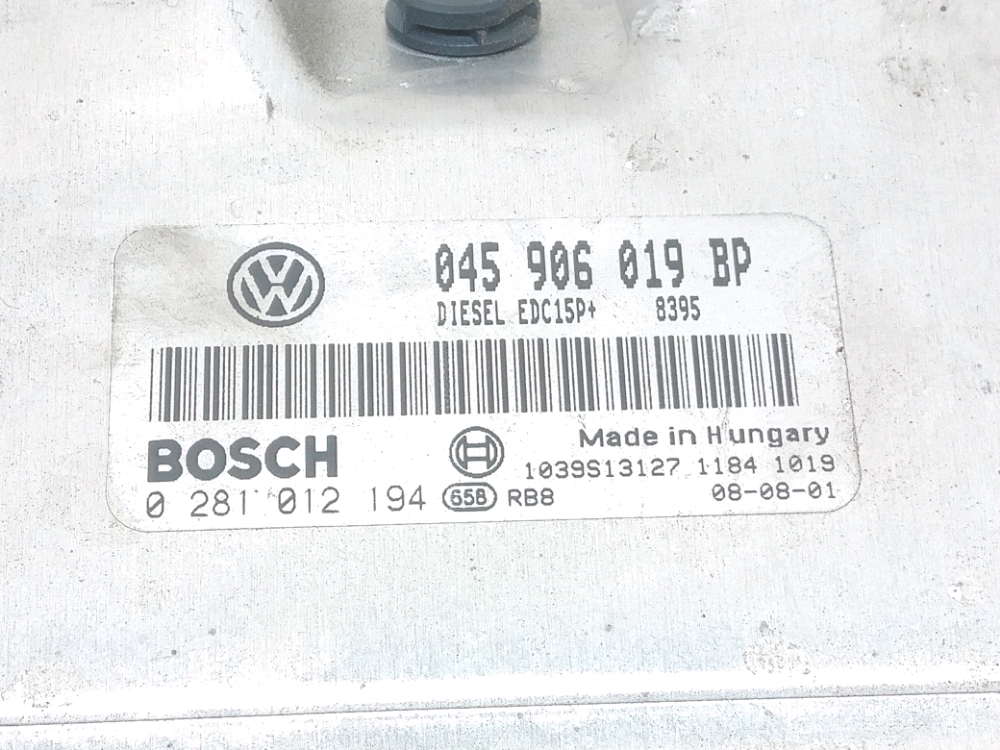 045 906 019 BP
DIESEL EDC15P+ 8395
BOSCH
Made in Hungary
1039S13127 1184 1019
0 281 012 194 658 RB8
08-08-01